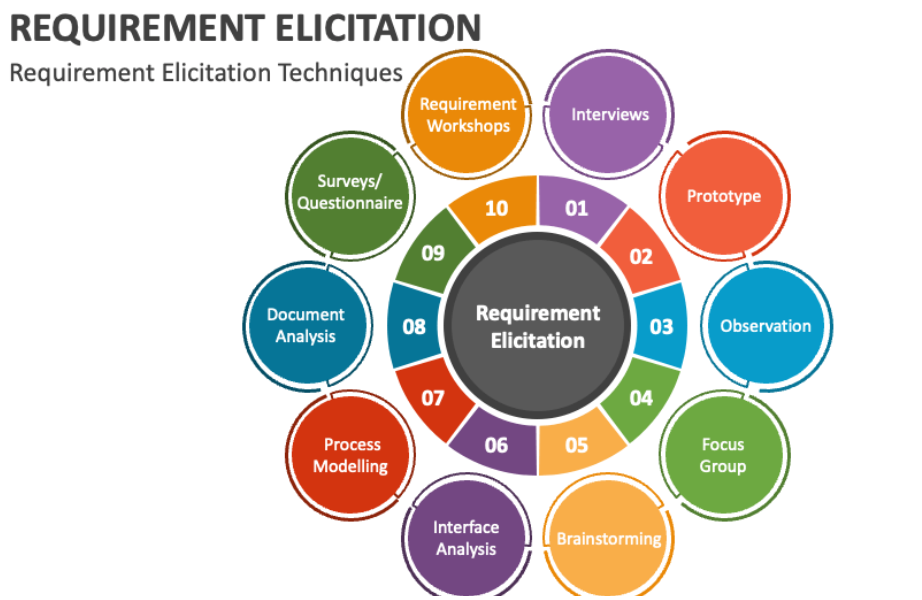 REQUIREMENT ELICITATION
Requirement Elicitation Techniques
Requirement
Workshops
Interviews
Surveys/
Questionnaire
Prototype
10
01
09
02
Document
Analysis
08
Requirement
Elicitation
03
Observation
07
04
06
05
Process
Modelling
Focus
Group
Interface
Analysis
Brainstorming